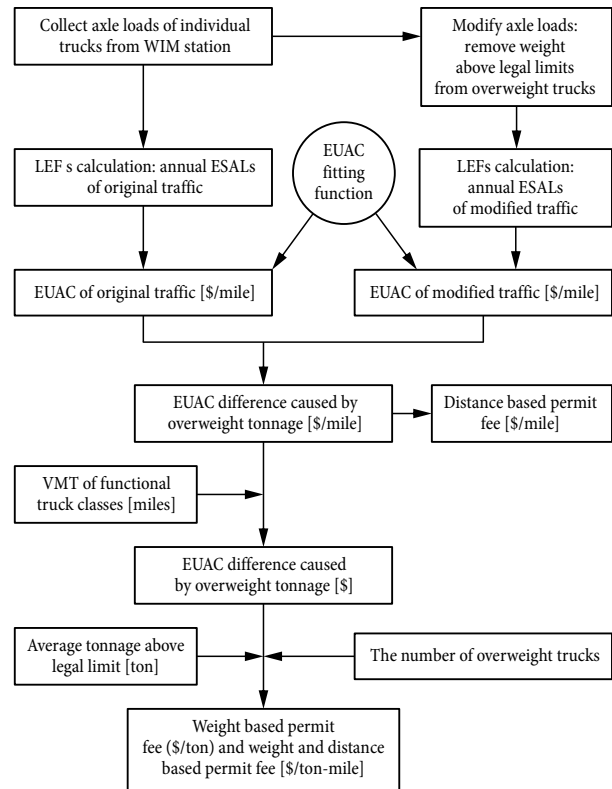 Collect axle loads of individual
trucks from WIM station
Modify axle loads:
remove weight
above legal limits
from overweight trucks
LEF s calculation: annual ESALs
of original traffic
EUAC
fitting
function
LEFs calculation:
annual ESALs
of modified traffic
EUAC of original traffic [$/mile]
EUAC of modified traffic [$/mile]
EUAC difference caused by
overweight tonnage [$/mile]
Distance based permit
fee [$/mile]
VMT of functional
truck classes [miles]
EUAC difference caused
by overweight tonnage [$]
Average tonnage above
legal limit [ton]
The number of overweight trucks
Weight based permit
fee ($/ton) and weight and distance
based permit fee [$/ton-mile]